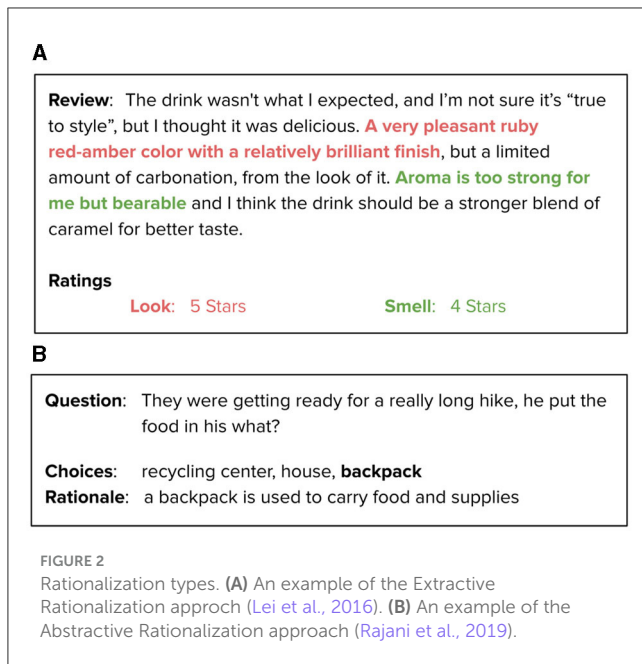 A
Review: The drink wasn't what I expected, and I'm not sure it's “true
to style”, but I thought it was delicious. A very pleasant ruby
red-amber color with a relatively brilliant finish, but a limited
amount of carbonation, from the look of it. Aroma is too strong for
me but bearable and I think the drink should be a stronger blend of
caramel for better taste.
Ratings
Look: 5 Stars Smell: 4 Stars
B
Question: They were getting ready for a really long hike, he put the
food in his what?
Choices: recycling center, house, backpack
Rationale: a backpack is used to carry food and supplies
FIGURE 2
Rationalization types. (A) An example of the Extractive
Rationalization approch (Lei et al., 2016). (B) An example of the
Abstractive Rationalization approach (Rajani et al., 2019).